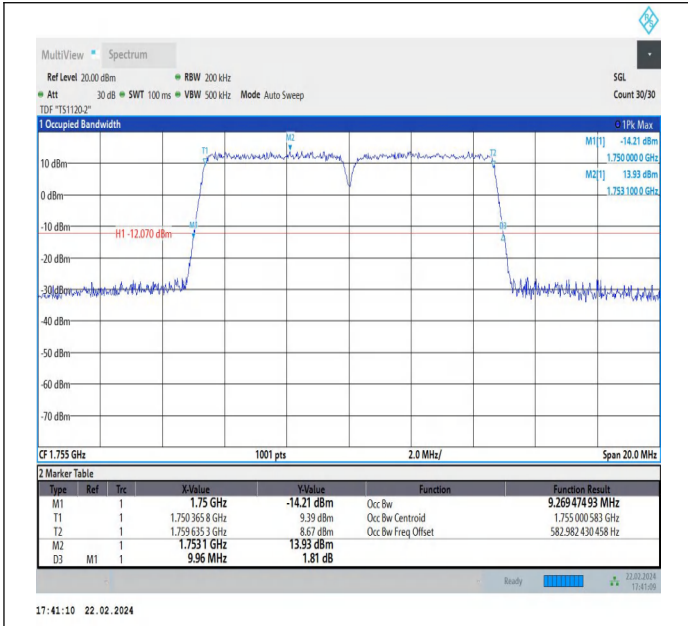 MultiView Spectrum
Ref Level 20.00 dBm RBW 200 kHz SGL
Att 30 dB SWT 100 ms VBW 500 kHz Mode Auto Sweep Count 30/30
TDF "TS1120-2"
1 Occupied Bandwidth 1Pk Max
M1[1] -14.21 dBm
1.750 000 0 GHz
M2[1] 13.93 dBm
1.753 100 0 GHz
M2
T1
T2
10 dBm
0 dBm
-10 dBm
M1
D3
H1 -12.070 dBm
-20 dBm
-30 dBm
-40 dBm
-50 dBm
-60 dBm
-70 dBm
CF 1.755 GHz 1001 pts 2.0 MHz/ Span 20.0 MHz
2 Marker Table
Type Ref Trc X-Value Y-Value Function Function Result
M1 1 1.75 GHz -14.21 dBm Occ Bw 9.269 474 93 MHz
T1 1 1.750 365 8 GHz 9.39 dBm Occ Bw Centroid 1.755 000 583 GHz
T2 1 1.759 635 3 GHz 8.67 dBm Occ Bw Freq Offset 582.982 430 458 Hz
M2 1 1.753 1 GHz 13.93 dBm
D3 M1 1 9.96 MHz 1.81 dB
Ready 22.02.2024
17:41:09
17:41:10 22.02.2024